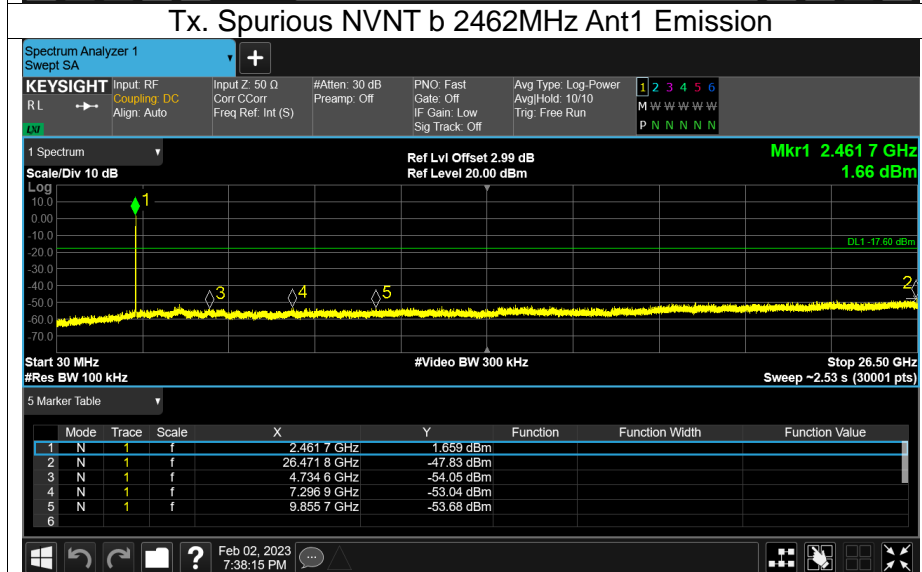 Tx. Spurious NVNT b 2462MHz Ant1 Emission
Spectrum Analyzer 1
Swept SA
+
KEYSIGHT Input: RF Input Z: 50 Ω #Atten: 30 dB PNO: Fast Avg Type: Log-Power 1 2 3 4 5 6
R L Coupling: DC Corr CCorr Preamp: Off Gate: Off Avg|Hold: 10/10 M W W W W W
Align: Auto Freq Ref: Int (S) IF Gain: Low Trig: Free Run
LXI Sig Track: Off P N N N N N
1 Spectrum Ref Lvl Offset 2.99 dB Mkr1 2.461 7 GHz
Scale/Div 10 dB Ref Level 20.00 dBm 1.66 dBm
Log
10.0 1
0.00
-10.0
DL1 -17.60 dBm
-20.0
-30.0
-40.0 2
3 4 5
-50.0
-60.0
-70.0
Start 30 MHz #Video BW 300 kHz Stop 26.50 GHz
#Res BW 100 kHz Sweep ~2.53 s (30001 pts)
5 Marker Table
Mode Trace Scale X Y Function Function Width Function Value
1 N 1 f 2.461 7 GHz 1.659 dBm
2 N 1 f 26.471 8 GHz -47.83 dBm
3 N 1 f 4.734 6 GHz -54.05 dBm
4 N 1 f 7.296 9 GHz -53.04 dBm
5 N 1 f 9.855 7 GHz -53.68 dBm
6
? Feb 02, 2023
7:38:15 PM